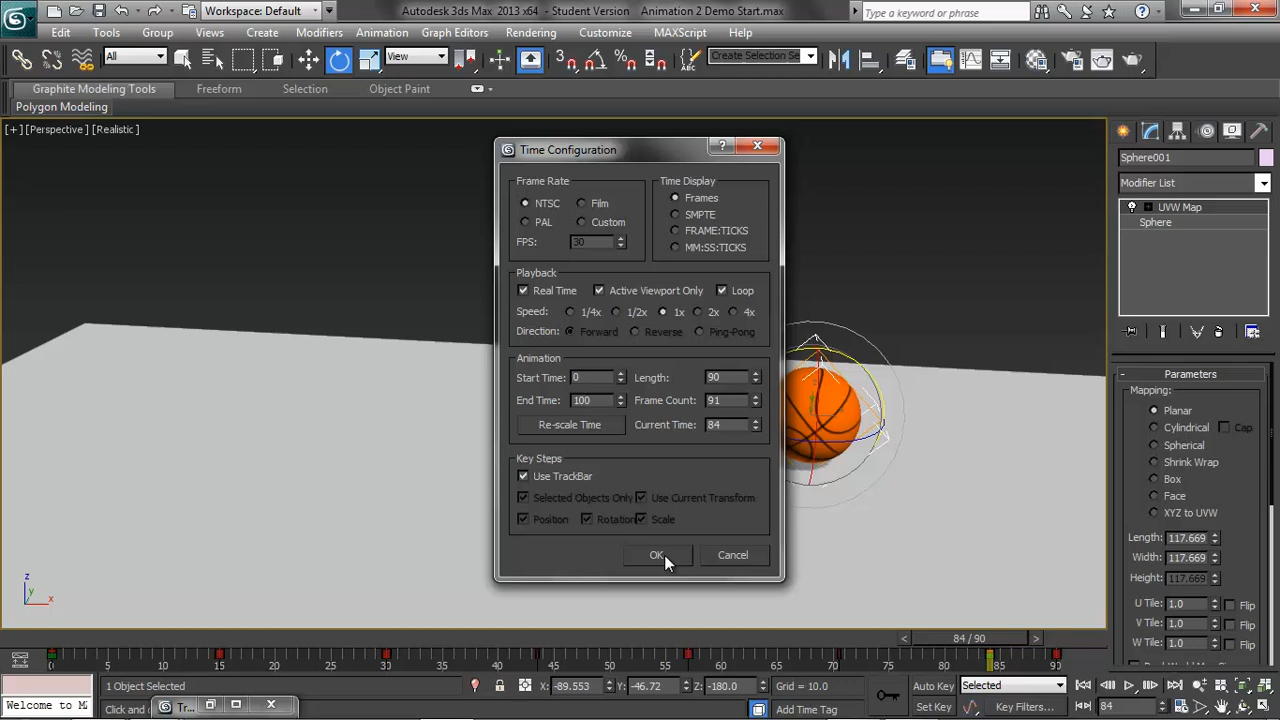 Workspace: Default
Autodesk 3ds Max 2013 x64 - Student Version Animation 2 Demo Start.max
Type a keyword or phrase
Edit Tools Group Views Create Modifiers Animation Graph Editors Rendering Customize MAXScript Help
All
View
Create Selection Se
Graphite Modeling Tools Freeform Selection Object Paint
Polygon Modeling
[+] [Perspective] [Realistic]
Time Configuration
Frame Rate
NTSC Film
PAL Custom
FPS: 30
Time Display
Frames
SMPTE
FRAME:TICKS
MM:SS:TICKS
Playback
Real Time Active Viewport Only Loop
Speed: 1/4x 1/2x 1x 2x 4x
Direction: Forward Reverse Ping-Pong
Animation
Start Time: 0 Length: 90
End Time: 100 Frame Count: 91
Re-scale Time Current Time: 84
Key Steps
Use TrackBar
Selected Objects Only Use Current Transform
Position Rotation Scale
OK Cancel
Sphere001
Modifier List
UVW Map
Sphere
Parameters
Mapping:
Planar
Cylindrical Cap
Spherical
Shrink Wrap
Box
Face
XYZ to UVW
Length: 117.669
Width: 117.669
Height: 117.669
U Tile: 1.0 Flip
V Tile: 1.0 Flip
W Tile: 1.0 Flip
z
y
x
< 84 / 90 >
0 5 10 15 20 25 30 35 40 45 50 55 60 65 70 75 80 85 90
1 Object Selected X: -89.553 Y: -46.72 Z: -180.0 Grid = 10.0 Auto Key Selected
Welcome to M Click and Tr... Add Time Tag Set Key Key Filters... 84